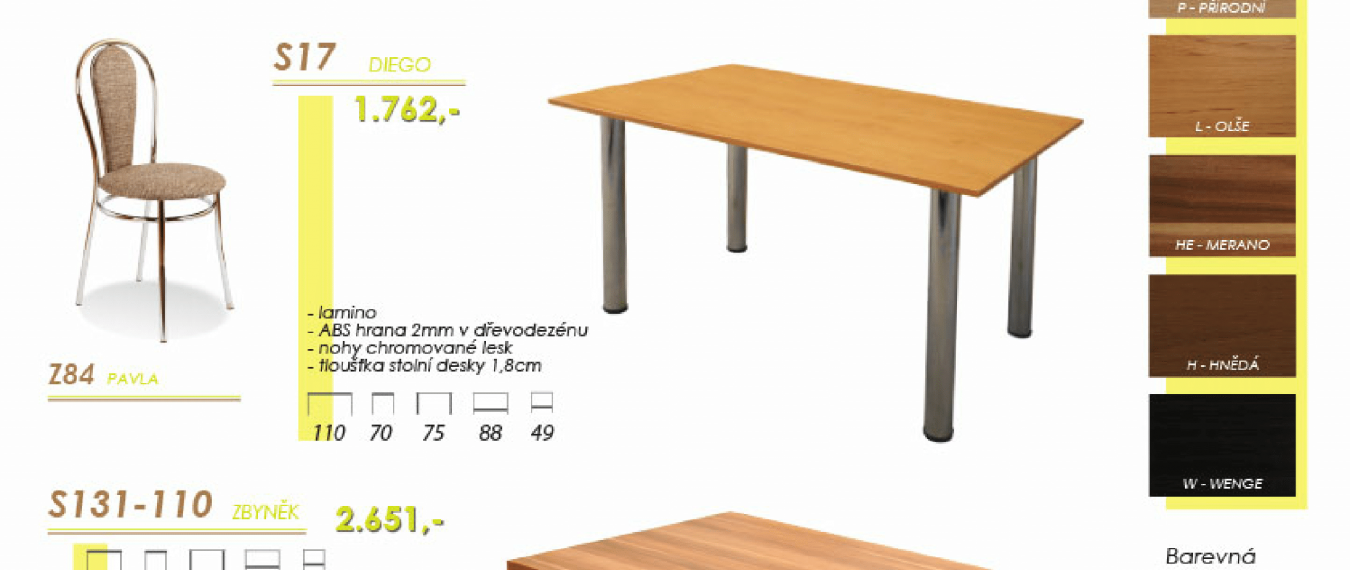 P - PŘÍRODNÍ
S17 DIEGO
1.762,-
L - OLŠE
HE - MERANO
- lamino
- ABS hrana 2mm v dřevodezénu
- nohy chromované lesk
- tloušťka stolní desky 1,8cm
H - HNĚDÁ
Z84 PAVLA
110 70 75 88 49
W - WENGE
S131-110 ZBYNĚK 2.651,-
Barevná